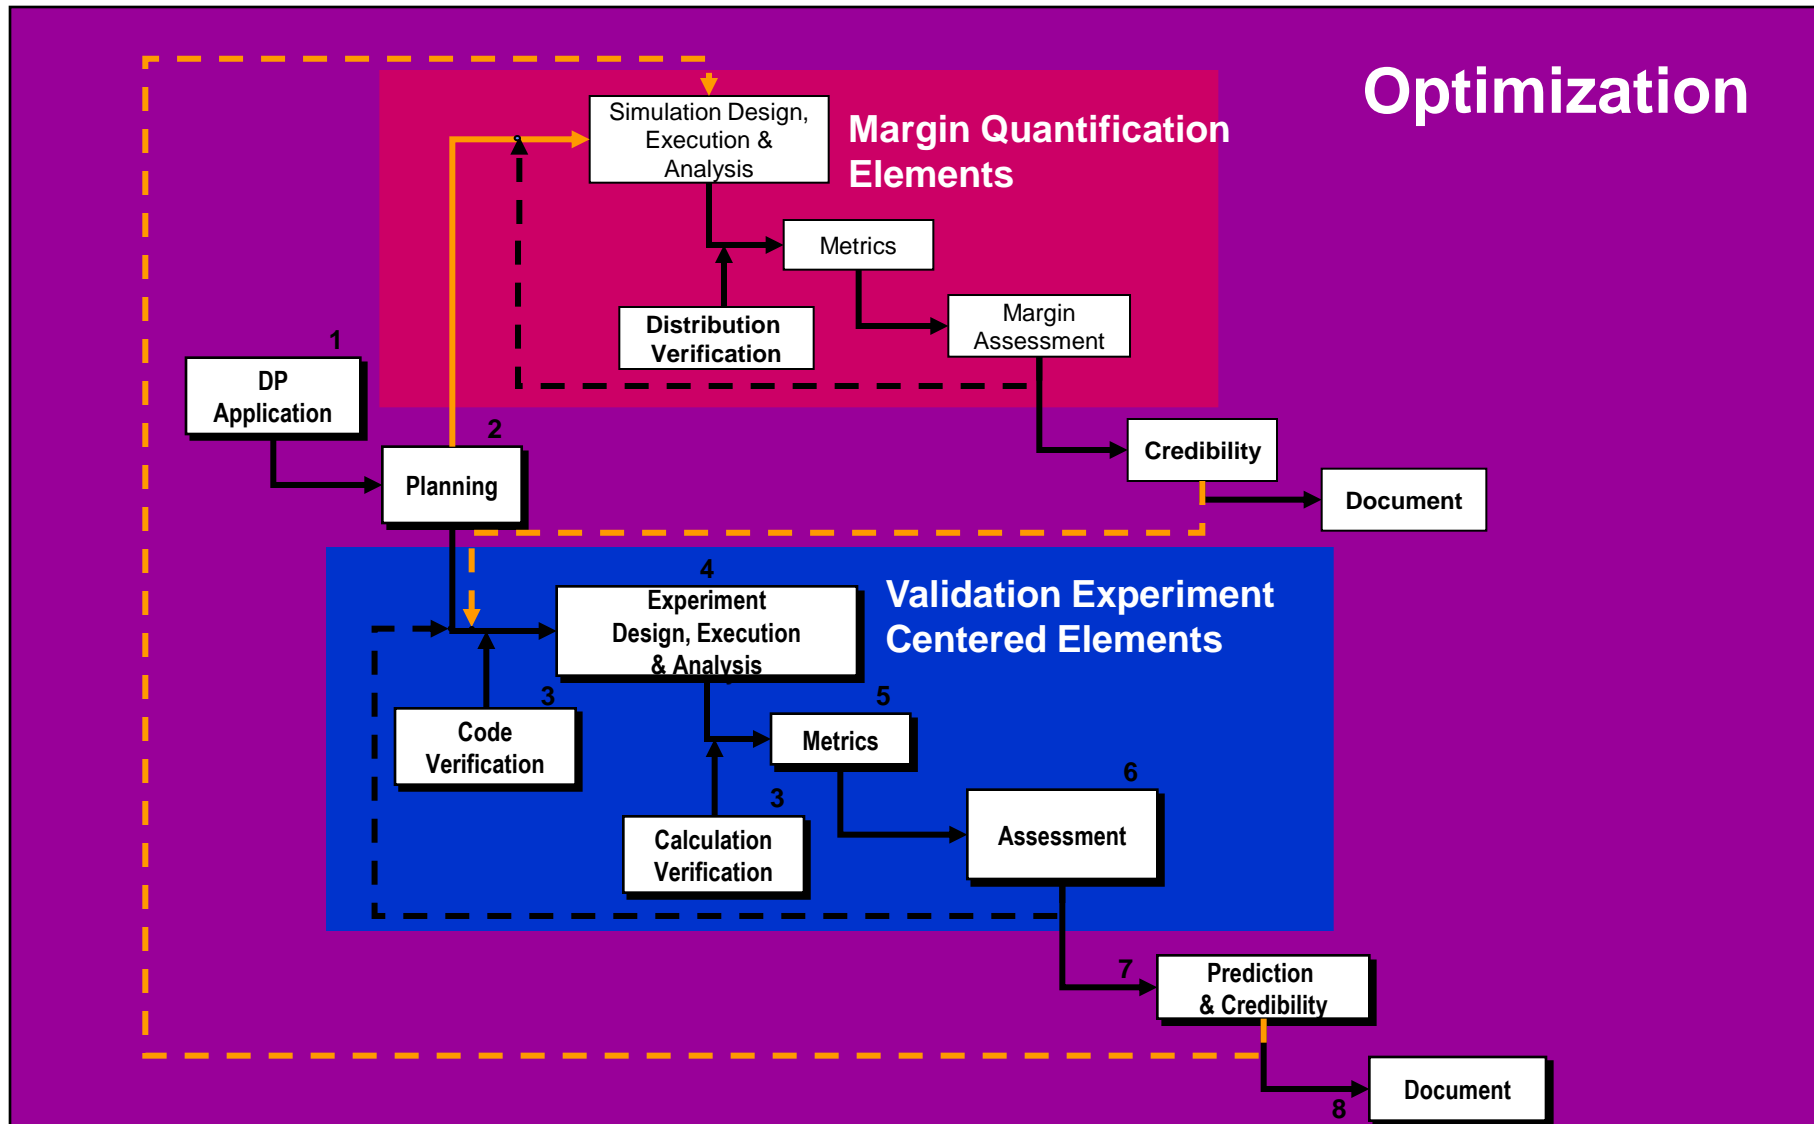 Optimization
Simulation Design,
Execution &
Analysis
Margin Quantification
Elements
Metrics
Distribution
Verification
Margin
Assessment
1
DP
Application
2
Planning
Credibility
Document
4
Experiment
Design, Execution
& Analysis
Validation Experiment
Centered Elements
3
Code
Verification
5
Metrics
3
Calculation
Verification
6
Assessment
7
Prediction
& Credibility
8
Document